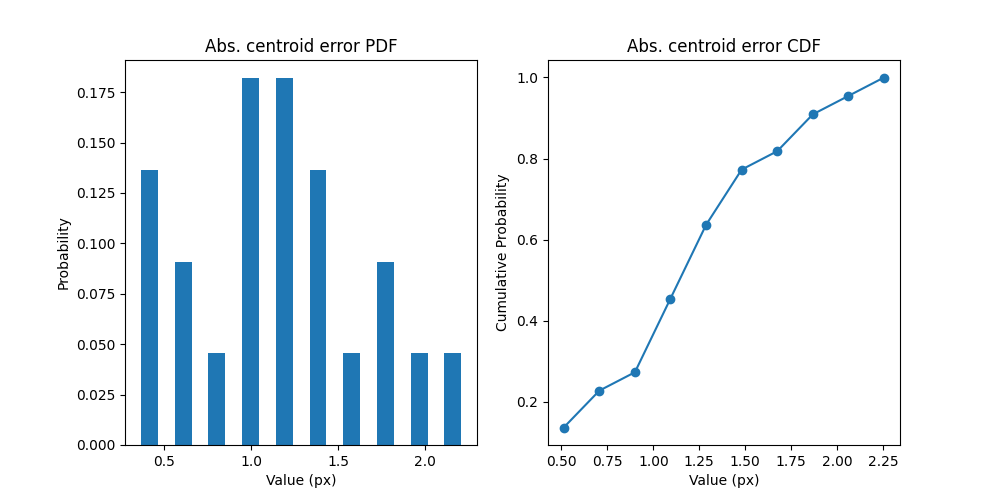 Abs. centroid error PDF
Probability
0.175
0.150
0.125
0.100
0.075
0.050
0.025
0.000
0.5 1.0 1.5 2.0
Value (px)
Abs. centroid error CDF
Cumulative Probability
1.0
0.8
0.6
0.4
0.2
0.50 0.75 1.00 1.25 1.50 1.75 2.00 2.25
Value (px)